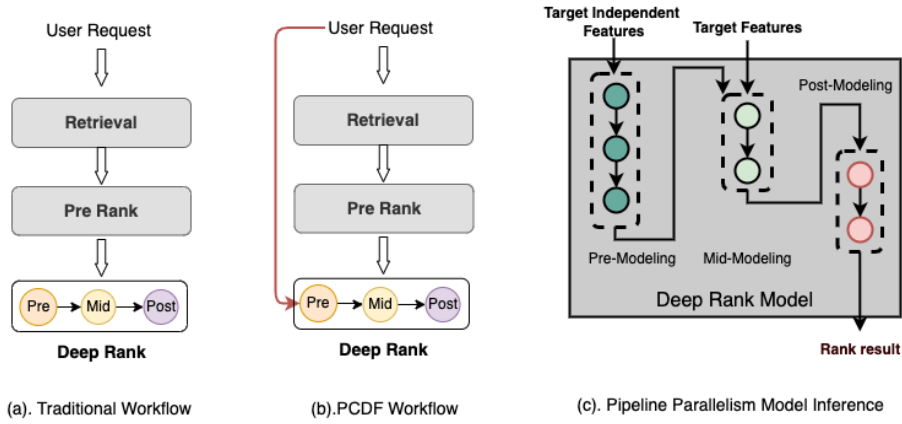 User Request
Retrieval
Pre Rank
Pre
Mid
Post
Deep Rank
(a). Traditional Workflow
User Request
Retrieval
Pre Rank
Pre
Mid
Post
Deep Rank
(b).PCDF Workflow
Target Independent
Features
Target Features
Post-Modeling
Pre-Modeling
Mid-Modeling
Deep Rank Model
Rank result
(c). Pipeline Parallelism Model Inference